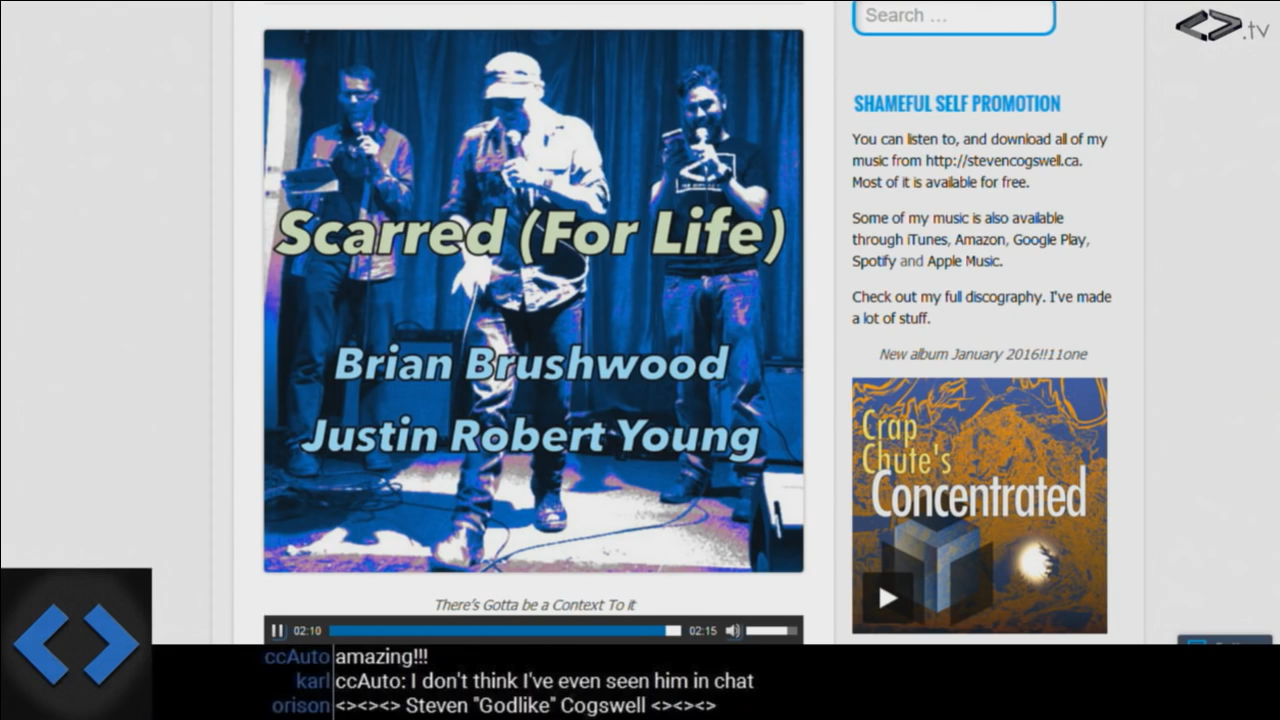 Search ...
<>.tv
SHAMEFUL SELF PROMOTION
You can listen to, and download all of my
music from http://stevencogswell.ca.
Most of it is available for free.
Some of my music is also available
through iTunes, Amazon, Google Play,
Spotify and Apple Music.
Check out my full discography. I've made
a lot of stuff.
New album January 2016!!11one
Crap
Chute's
Concentrated
Scarred (For Life)
Brian Brushwood
Justin Robert Young
There's Gotta be a Context To it
02:10 02:15
ccAuto amazing!!!
karl ccAuto: I don't think I've even seen him in chat
orison <><><> Steven "Godlike" Cogswell <><><>